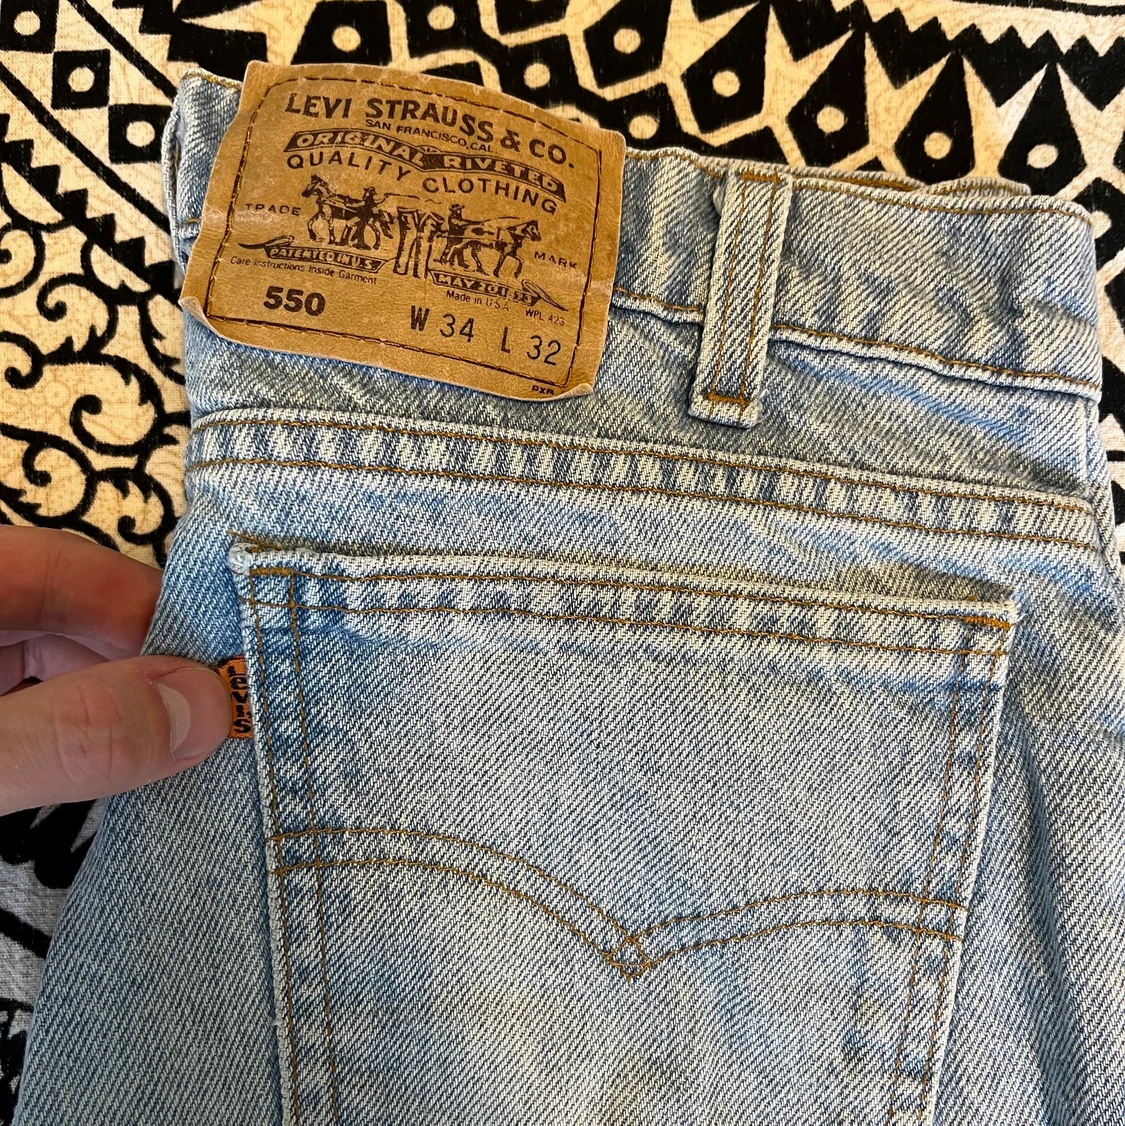 LEVI STRAUSS & CO.
SAN FRANCISCO, CAL.
ORIGINAL RIVETED
QUALITY CLOTHING
TRADE MARK
PATENTED IN U.S. MAY 20 1873
Care Instructions Inside Garment
Made in U.S.A. WPL 423
550 W 34 L 32
PXR
LEVI'S